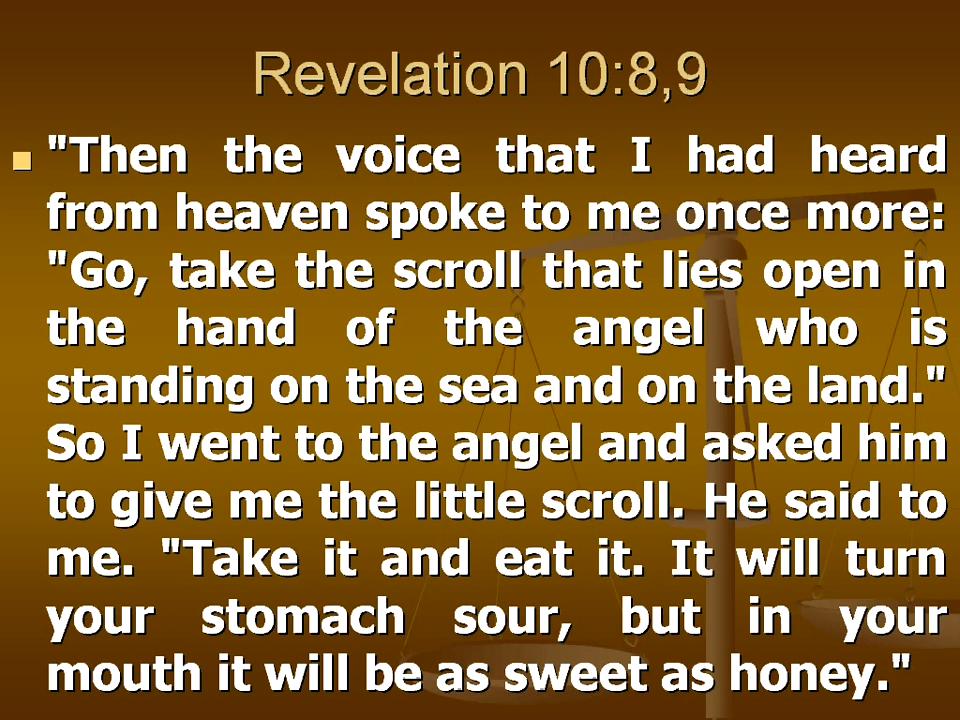 Revelation 10:8,9
"Then the voice that I had heard
from heaven spoke to me once more:
"Go, take the scroll that lies open in
the hand of the angel who is
standing on the sea and on the land."
So I went to the angel and asked him
to give me the little scroll. He said to
me. "Take it and eat it. It will turn
your stomach sour, but in your
mouth it will be as sweet as honey."